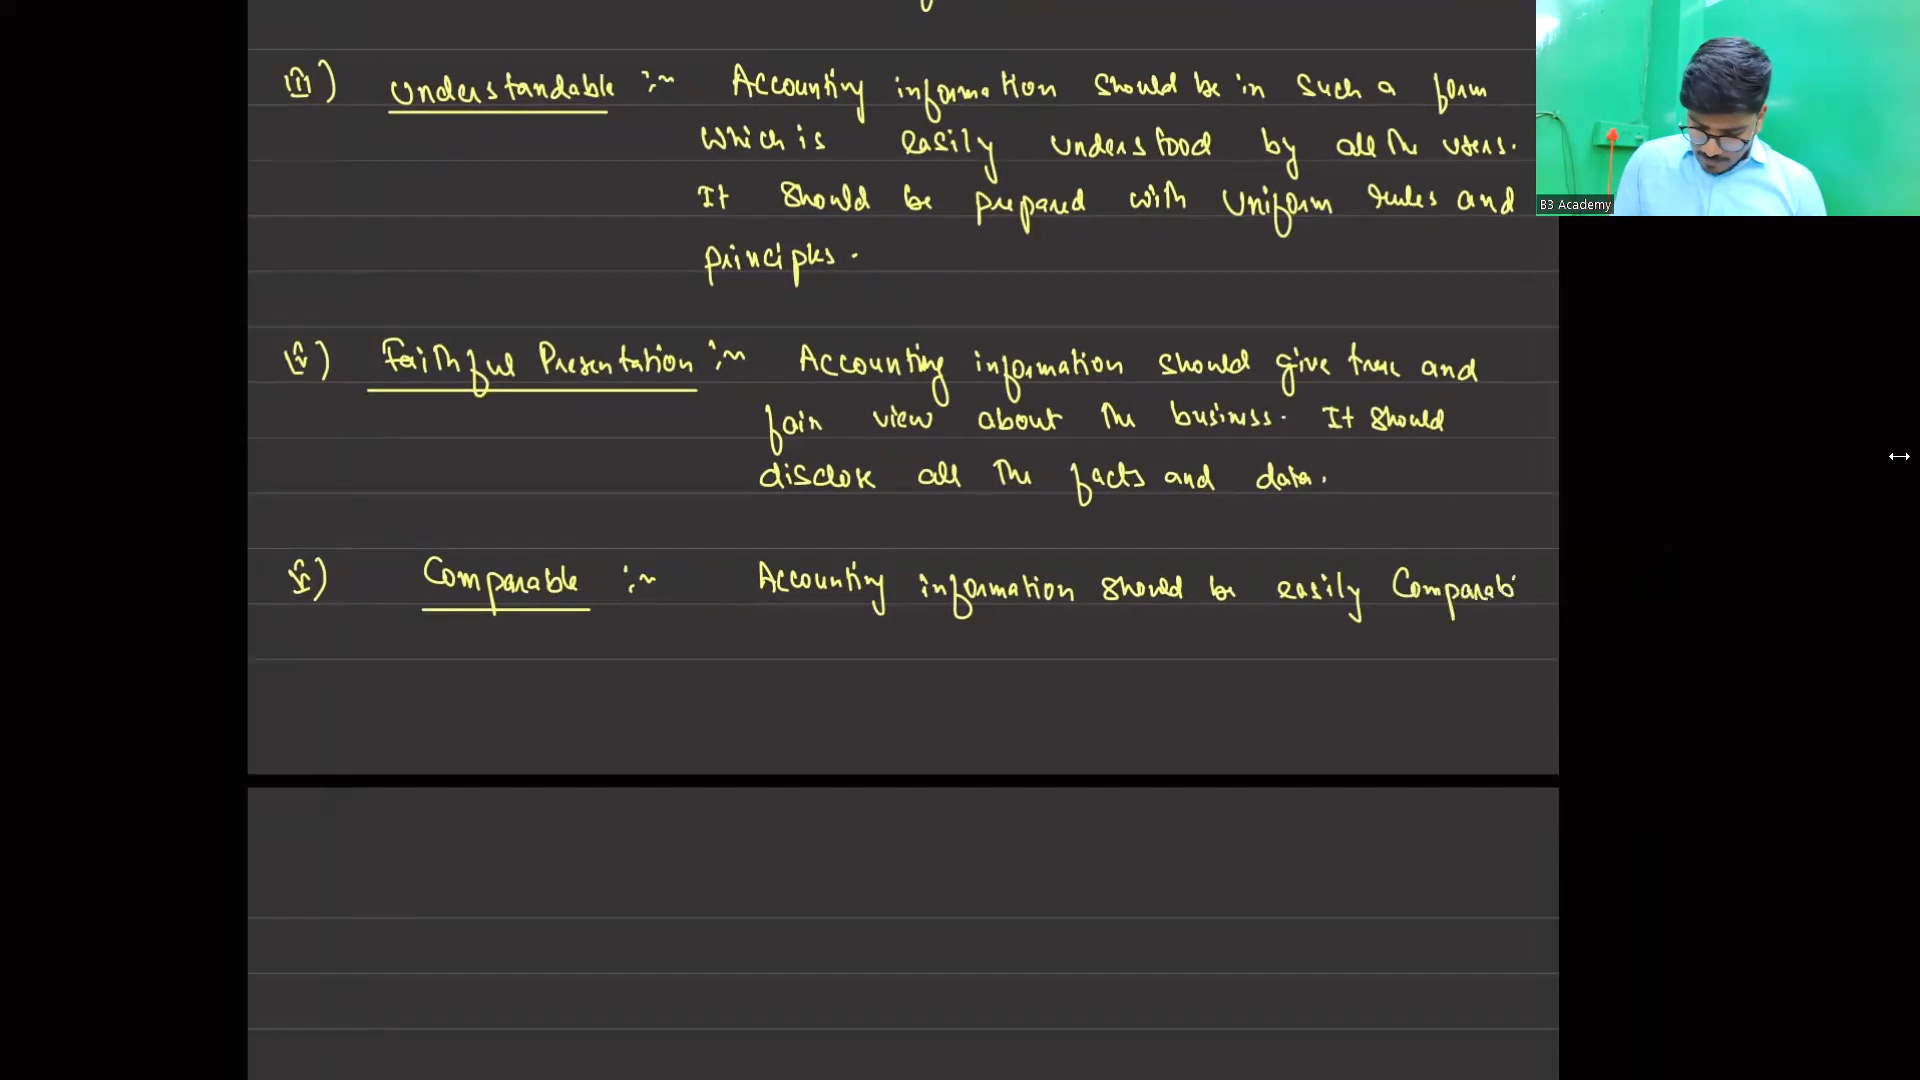 iii) Understandable :~ Accounting information should be in such a form
which is easily understood by all the users.
It should be prepared with uniform rules and
principles.
iv) Faithful Presentation :~ Accounting information should give true and
fair view about the business. It should
disclose all the facts and data.
v) Comparable :~ Accounting information should be easily Comparab
B3 Academy